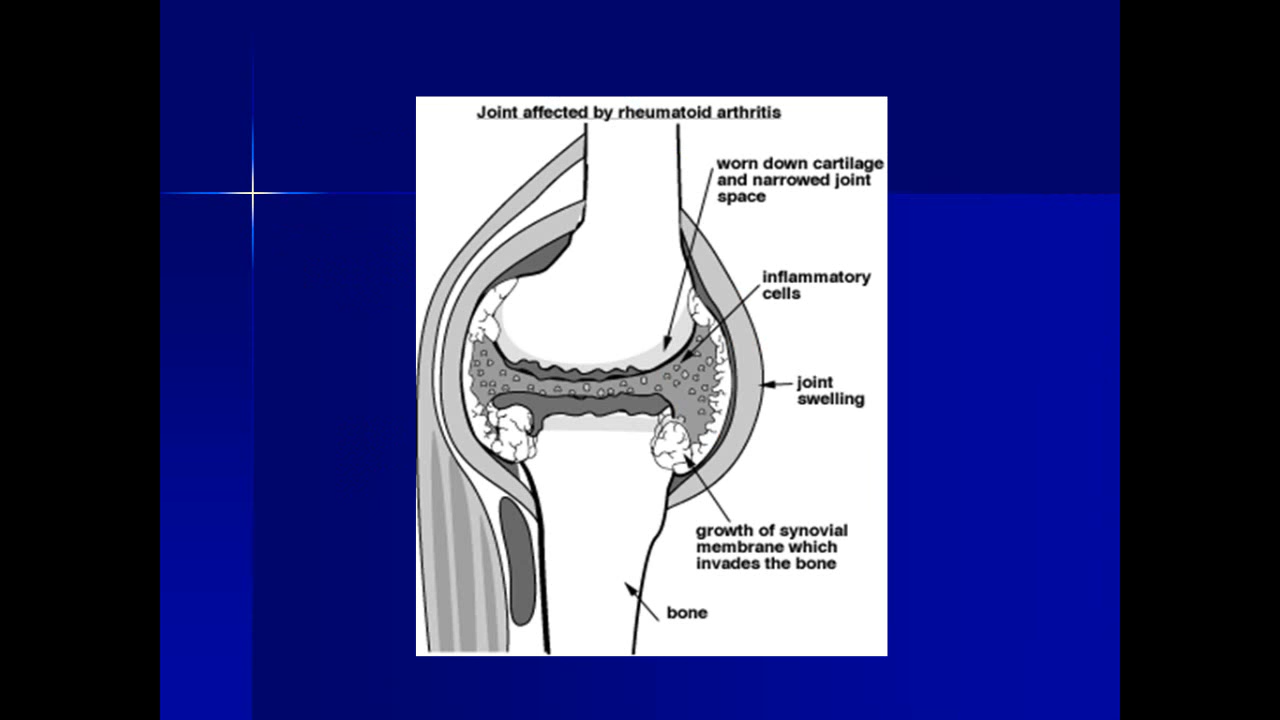 Joint affected by rheumatoid arthritis
worn down cartilage
and narrowed joint
space
inflammatory
cells
joint
swelling
growth of synovial
membrane which
invades the bone
bone